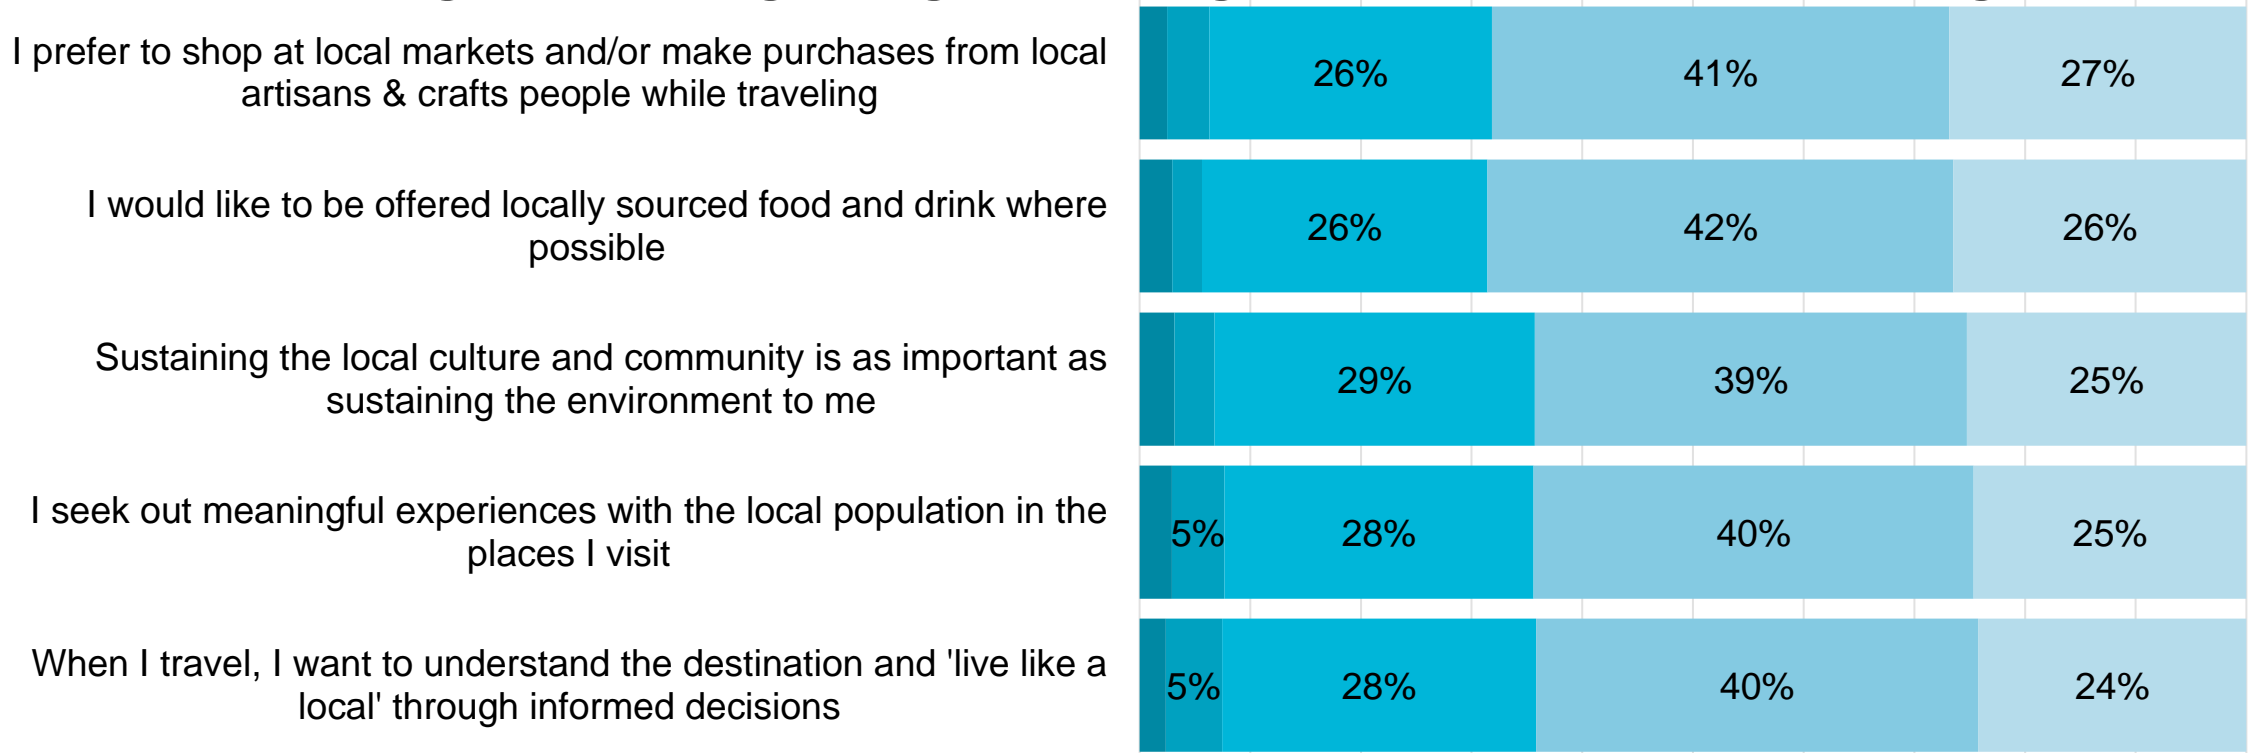 I prefer to shop at local markets and/or make purchases from local
artisans & crafts people while traveling
26%
41%
27%
I would like to be offered locally sourced food and drink where
possible
26%
42%
26%
Sustaining the local culture and community is as important as
sustaining the environment to me
29%
39%
25%
I seek out meaningful experiences with the local population in the
places I visit
5%
28%
40%
25%
When I travel, I want to understand the destination and 'live like a
local' through informed decisions
5%
28%
40%
24%